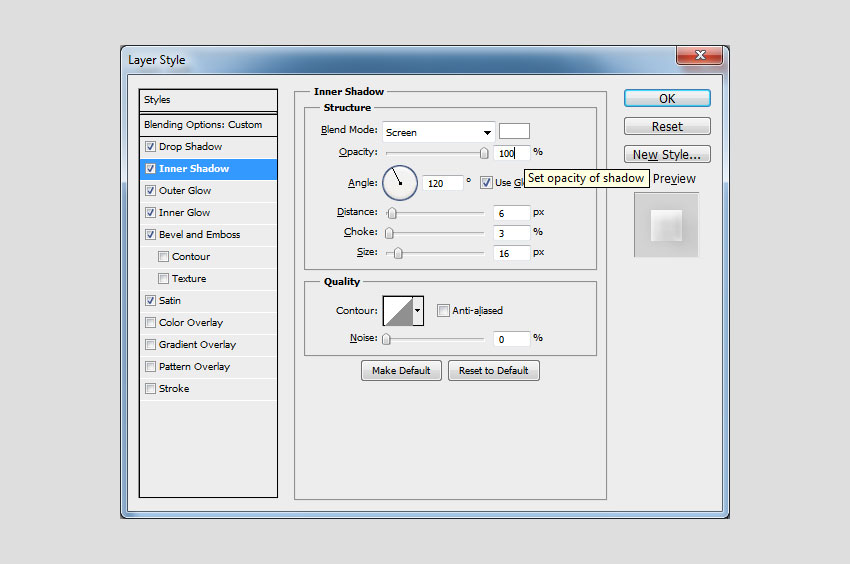 Layer Style
Styles
Blending Options: Custom
Drop Shadow
Inner Shadow
Outer Glow
Inner Glow
Bevel and Emboss
Contour
Texture
Satin
Color Overlay
Gradient Overlay
Pattern Overlay
Stroke
Inner Shadow
Structure
Blend Mode: Screen
Opacity: 100 %
Angle: 120 °
Set opacity of shadow
Distance: 6 px
Choke: 3 %
Size: 16 px
Quality
Contour: Anti-aliased
Noise: 0 %
Make Default Reset to Default
OK
Reset
New Style...
Preview